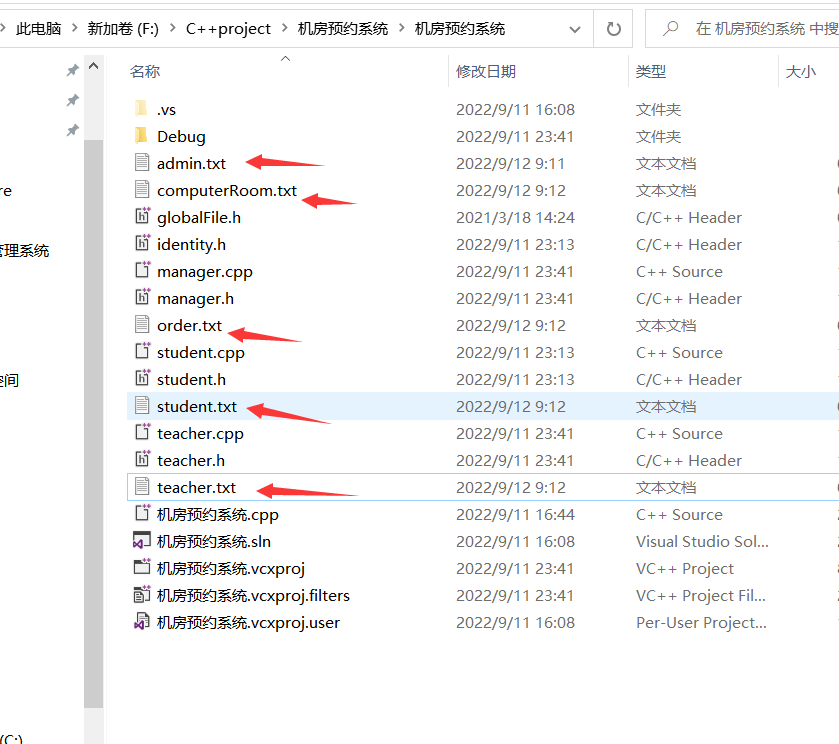 此电脑 > 新加卷 (F:) > C++project > 机房预约系统 > 机房预约系统
在 机房预约系统 中搜
名称 修改日期 类型 大小
.vs 2022/9/11 16:08 文件夹
Debug 2022/9/11 23:41 文件夹
admin.txt 2022/9/12 9:11 文本文档
re computerRoom.txt 2022/9/12 9:12 文本文档
globalFile.h 2021/3/18 14:24 C/C++ Header
管理系统 identity.h 2022/9/11 23:13 C/C++ Header
manager.cpp 2022/9/11 23:41 C++ Source
manager.h 2022/9/11 23:41 C/C++ Header
order.txt 2022/9/12 9:12 文本文档
student.cpp 2022/9/11 23:13 C++ Source
空间 student.h 2022/9/11 23:13 C/C++ Header
student.txt 2022/9/12 9:12 文本文档
teacher.cpp 2022/9/11 23:41 C++ Source
teacher.h 2022/9/11 23:41 C/C++ Header
teacher.txt 2022/9/12 9:12 文本文档
机房预约系统.cpp 2022/9/11 16:44 C++ Source
机房预约系统.sln 2022/9/11 16:08 Visual Studio Sol...
机房预约系统.vcxproj 2022/9/11 23:41 VC++ Project
机房预约系统.vcxproj.filters 2022/9/11 23:41 VC++ Project Fil...
机房预约系统.vcxproj.user 2022/9/11 16:08 Per-User Project...
(C:)